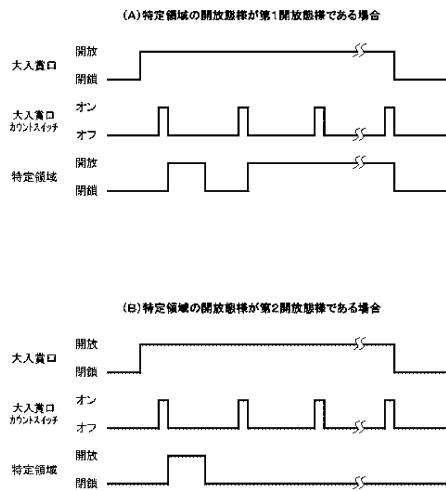 (A)特定領域の開放態様が第1開放態様である場合
大入賞口
開放
閉鎖
大入賞口
カウントスイッチ
オン
オフ
特定領域
開放
閉鎖
(B)特定領域の開放態様が第2開放態様である場合
大入賞口
開放
閉鎖
大入賞口
カウントスイッチ
オン
オフ
特定領域
開放
閉鎖